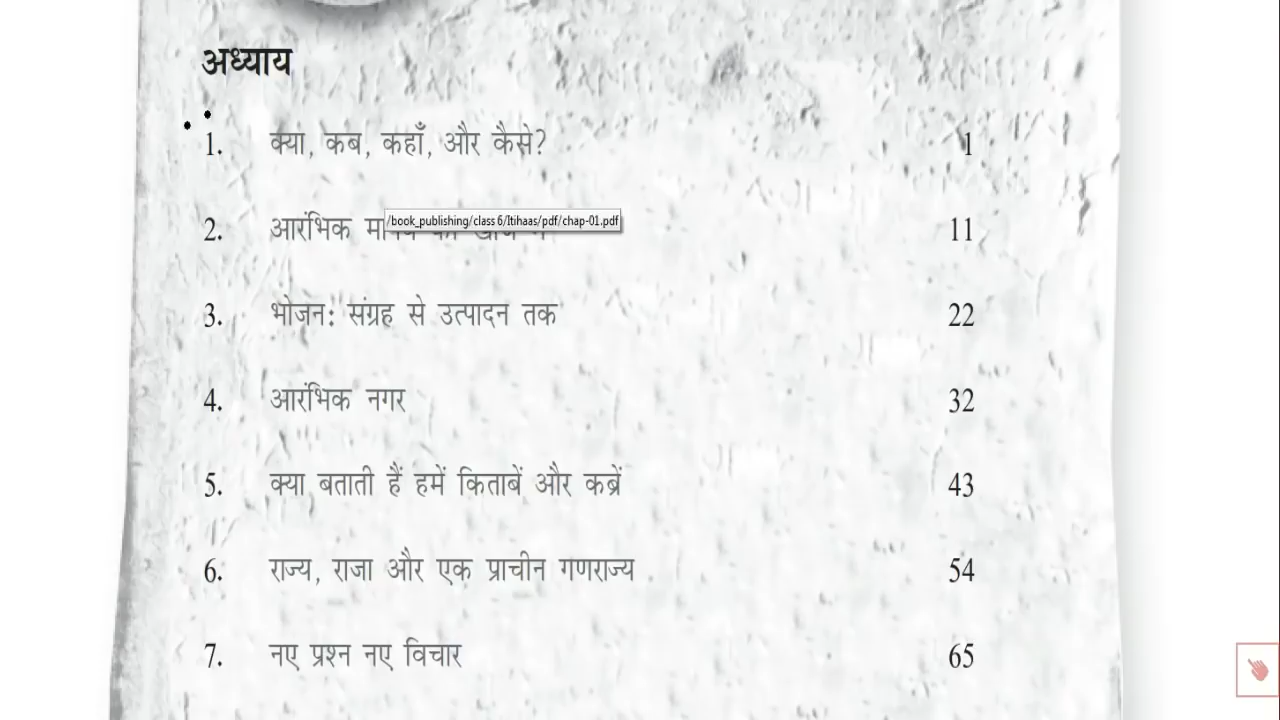 अध्याय
1. क्या, कब, कहाँ, और कैसे? 1
2. आरंभिक 11
/book_publishing/class 6/Itihaas/pdf/chap-01.pdf
3. भोजन: संग्रह से उत्पादन तक 22
4. आरंभिक नगर 32
5. क्या बताती हैं हमें किताबें और कब्रें 43
6. राज्य, राजा और एक प्राचीन गणराज्य 54
7. नए प्रश्न नए विचार 65